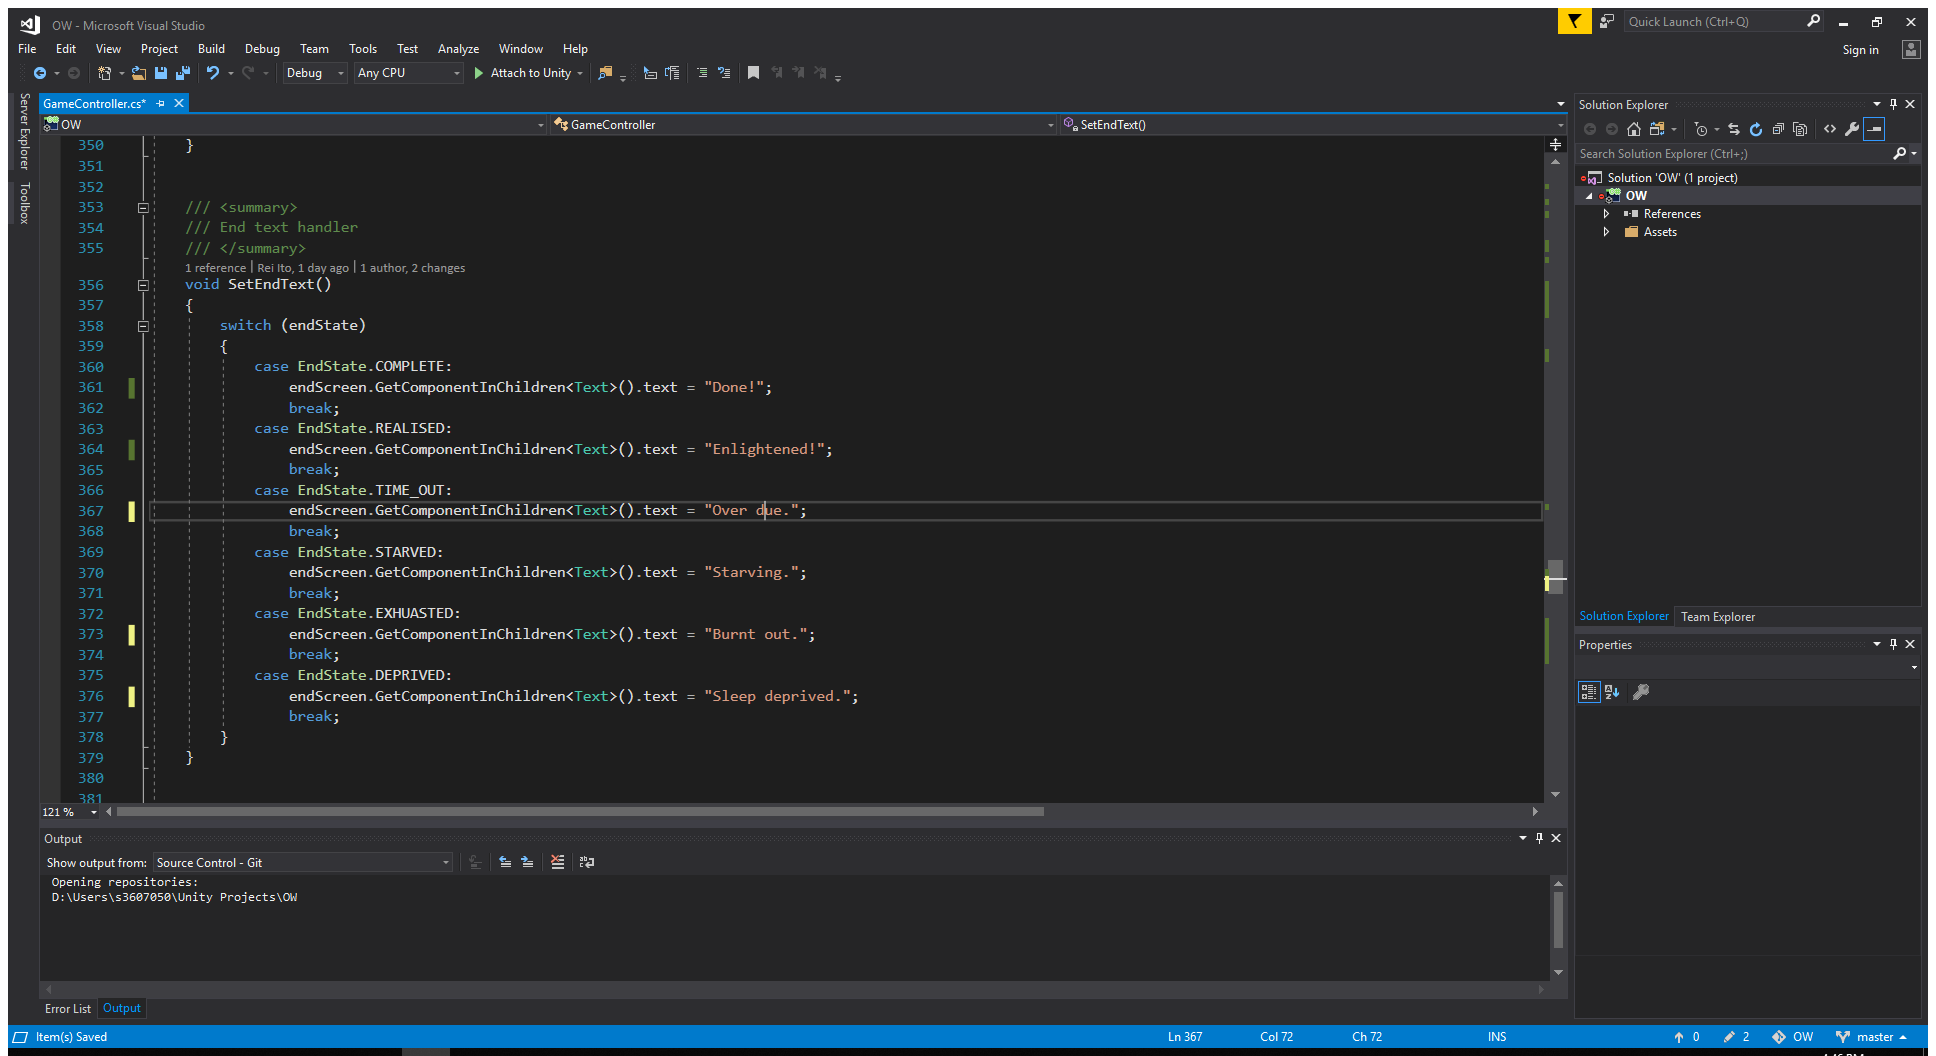 OW - Microsoft Visual Studio
Quick Launch (Ctrl+Q)
File Edit View Project Build Debug Team Tools Test Analyze Window Help
Sign in
Debug Any CPU Attach to Unity
Server Explorer
Toolbox
GameController.cs*
OW GameController SetEndText()
350 }
351
352
353 /// <summary>
354 /// End text handler
355 /// </summary>
1 reference | Rei Ito, 1 day ago | 1 author, 2 changes
356 void SetEndText()
357 {
358 switch (endState)
359 {
360 case EndState.COMPLETE:
361 endScreen.GetComponentInChildren<Text>().text = "Done!";
362 break;
363 case EndState.REALISED:
364 endScreen.GetComponentInChildren<Text>().text = "Enlightened!";
365 break;
366 case EndState.TIME_OUT:
367 endScreen.GetComponentInChildren<Text>().text = "Over due.";
368 break;
369 case EndState.STARVED:
370 endScreen.GetComponentInChildren<Text>().text = "Starving.";
371 break;
372 case EndState.EXHUASTED:
373 endScreen.GetComponentInChildren<Text>().text = "Burnt out.";
374 break;
375 case EndState.DEPRIVED:
376 endScreen.GetComponentInChildren<Text>().text = "Sleep deprived.";
377 break;
378 }
379 }
380
381
121 %
Output
Show output from: Source Control - Git
Opening repositories:
D:\Users\s3607050\Unity Projects\OW
Error List Output
Solution Explorer
Search Solution Explorer (Ctrl+;)
Solution 'OW' (1 project)
OW
References
Assets
Solution Explorer Team Explorer
Properties
Item(s) Saved Ln 367 Col 72 Ch 72 INS 0 2 OW master